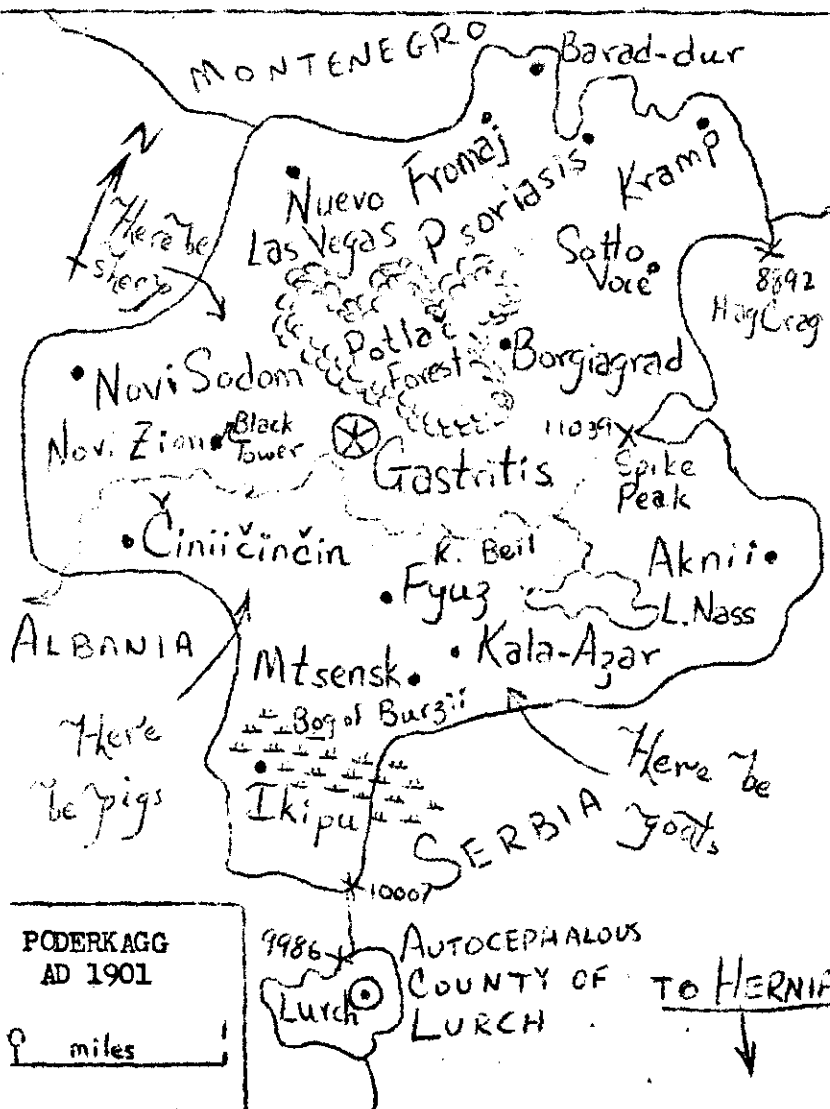 MONTENEGRO
Barad-dur
N
Fromaj
Psoriasis
Kramp
Nuevo
Las Vegas
Here be
sheep
Sotto
Voce
8892
Hag Crag
Potla
Forest
Borgiagrad
Novi Sodom
Novi Zion
Black
Tower
11039
Spike
Peak
Gastritis
Činiičinčin
R. Beil
Fyuz
Aknii
L. Nass
ALBANIA
Mtsensk
Kala-Azar
Bog of Burzii
Here
be pigs
Here be
goats
Ikipu
SERBIA
10007
PODERKAGG
AD 1901
miles
9986
Lurch
AUTOCEPHALOUS
COUNTY OF
LURCH
TO HERNIA